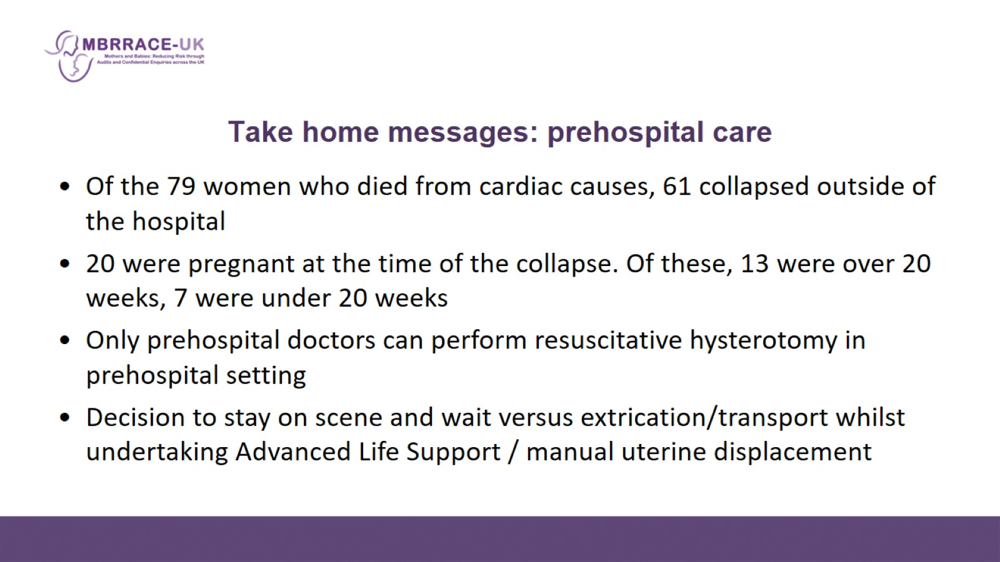 MBRRACE-UK
Mothers and Babies: Reducing Risk through
Audits and Confidential Enquiries across the UK
Take home messages: prehospital care
• Of the 79 women who died from cardiac causes, 61 collapsed outside of
the hospital
• 20 were pregnant at the time of the collapse. Of these, 13 were over 20
weeks, 7 were under 20 weeks
• Only prehospital doctors can perform resuscitative hysterotomy in
prehospital setting
• Decision to stay on scene and wait versus extrication/transport whilst
undertaking Advanced Life Support / manual uterine displacement